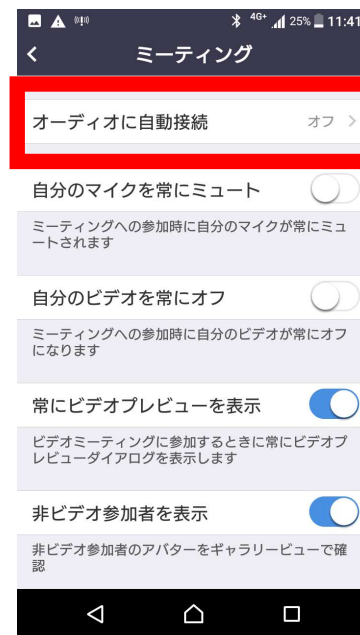 4G+ 25% 11:41
ミーティング
オーディオに自動接続 オフ
自分のマイクを常にミュート
ミーティングへの参加時に自分のマイクが常にミュ
ートされます
自分のビデオを常にオフ
ミーティングへの参加時に自分のビデオが常にオフ
になります
常にビデオプレビューを表示
ビデオミーティングに参加するときに常にビデオプ
レビューダイアログを表示します
非ビデオ参加者を表示
非ビデオ参加者のアバターをギャラリービューで確
認